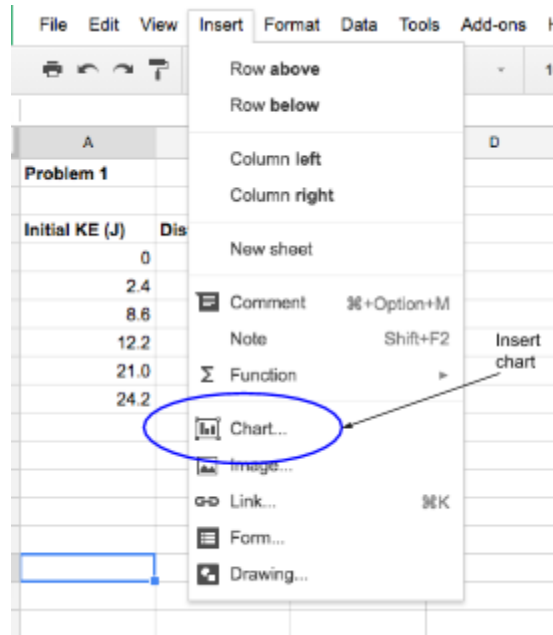 File Edit View Insert Format Data Tools Add-ons
1
A D
Problem 1
Initial KE (J) Dis
0
2.4
8.6
12.2
21.0
24.2
Row above
Row below
Column left
Column right
New sheet
Comment ⌘+Option+M
Note Shift+F2
Σ Function
Chart...
Image...
Link... ⌘K
Form...
Drawing...
Insert
chart